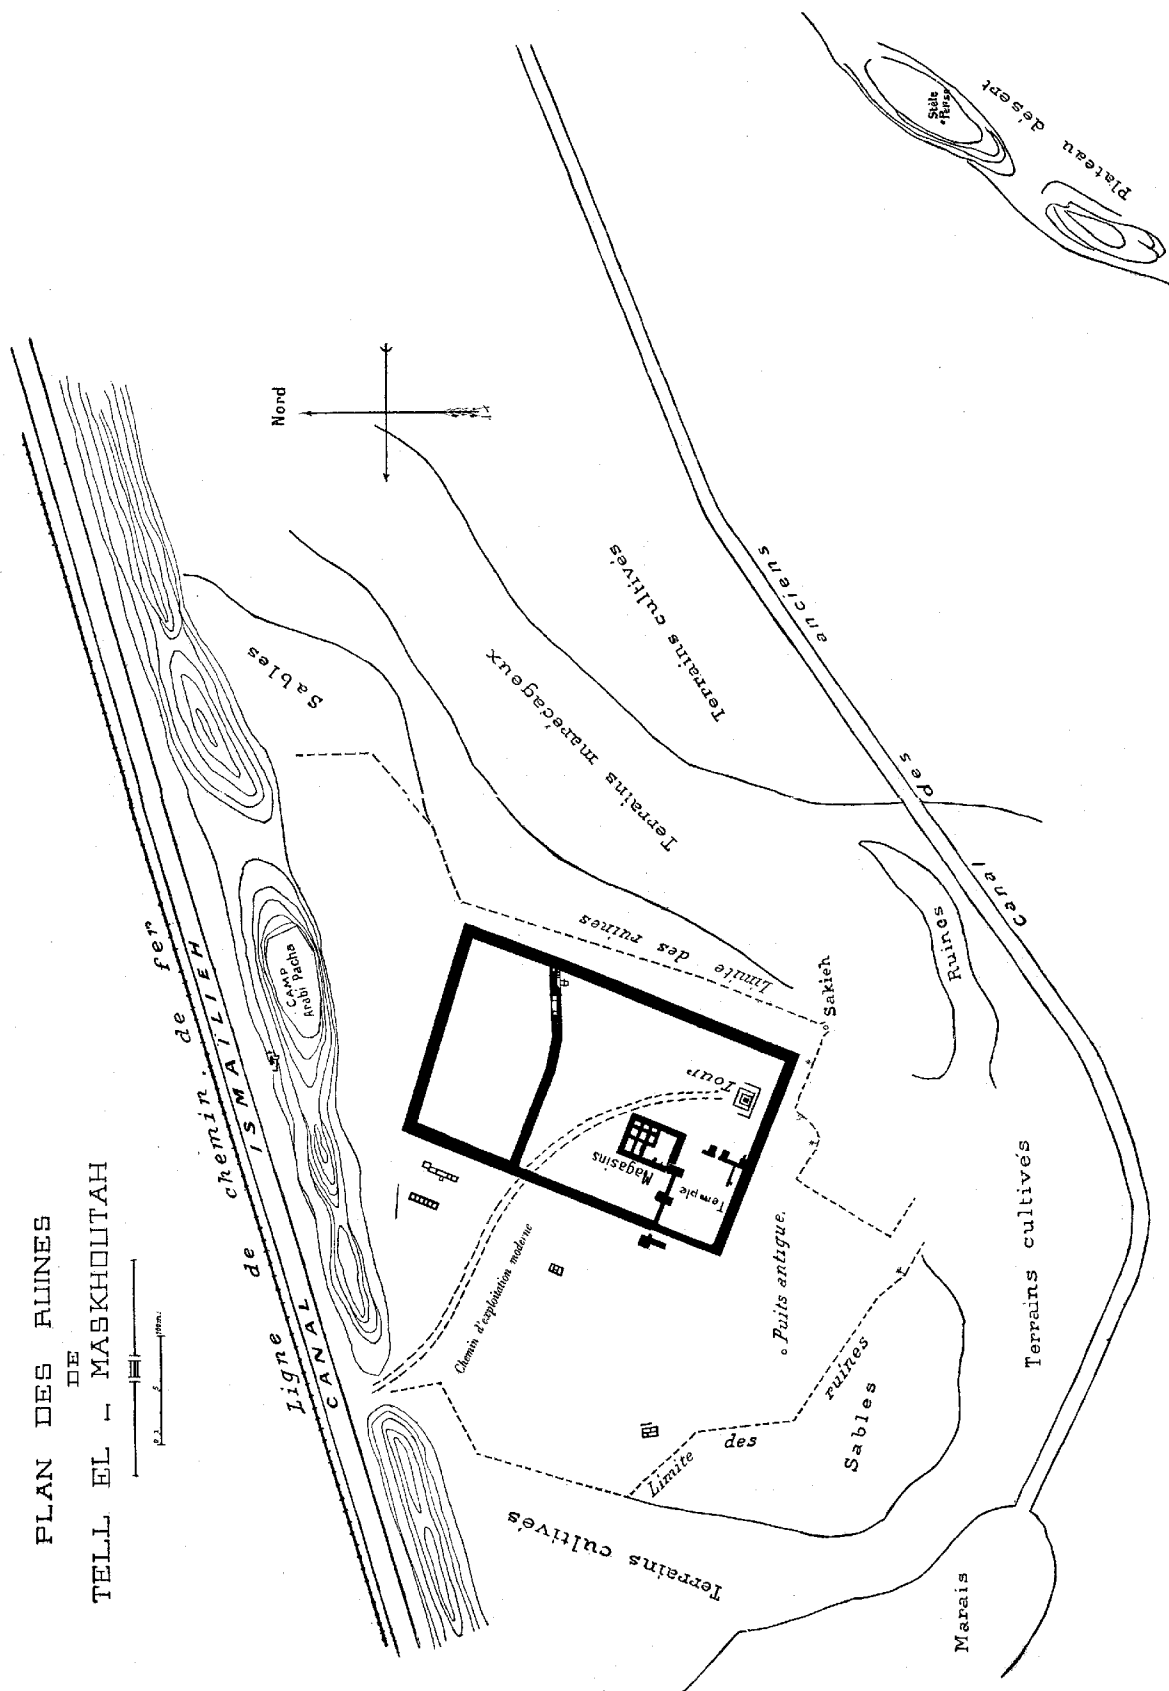 PLAN DES RUINES
DE
TELL EL - MASKHOUTAH
Ligne de chemin de fer
CANAL ISMAÏLIEH
CAMP
Arabi Pacha
Nord
Sables
Terrains marécageux
Terrains cultivés
Limite des ruines
Sakieh
Tour
Magasins
Temple
Chemin d'exploitation moderne
Puits antique.
Limite des ruines
Sables
Terrains cultivés
Marais
Terrains cultivés
Ruines
canal des anciens
Stèle
Perse
Plateau désert